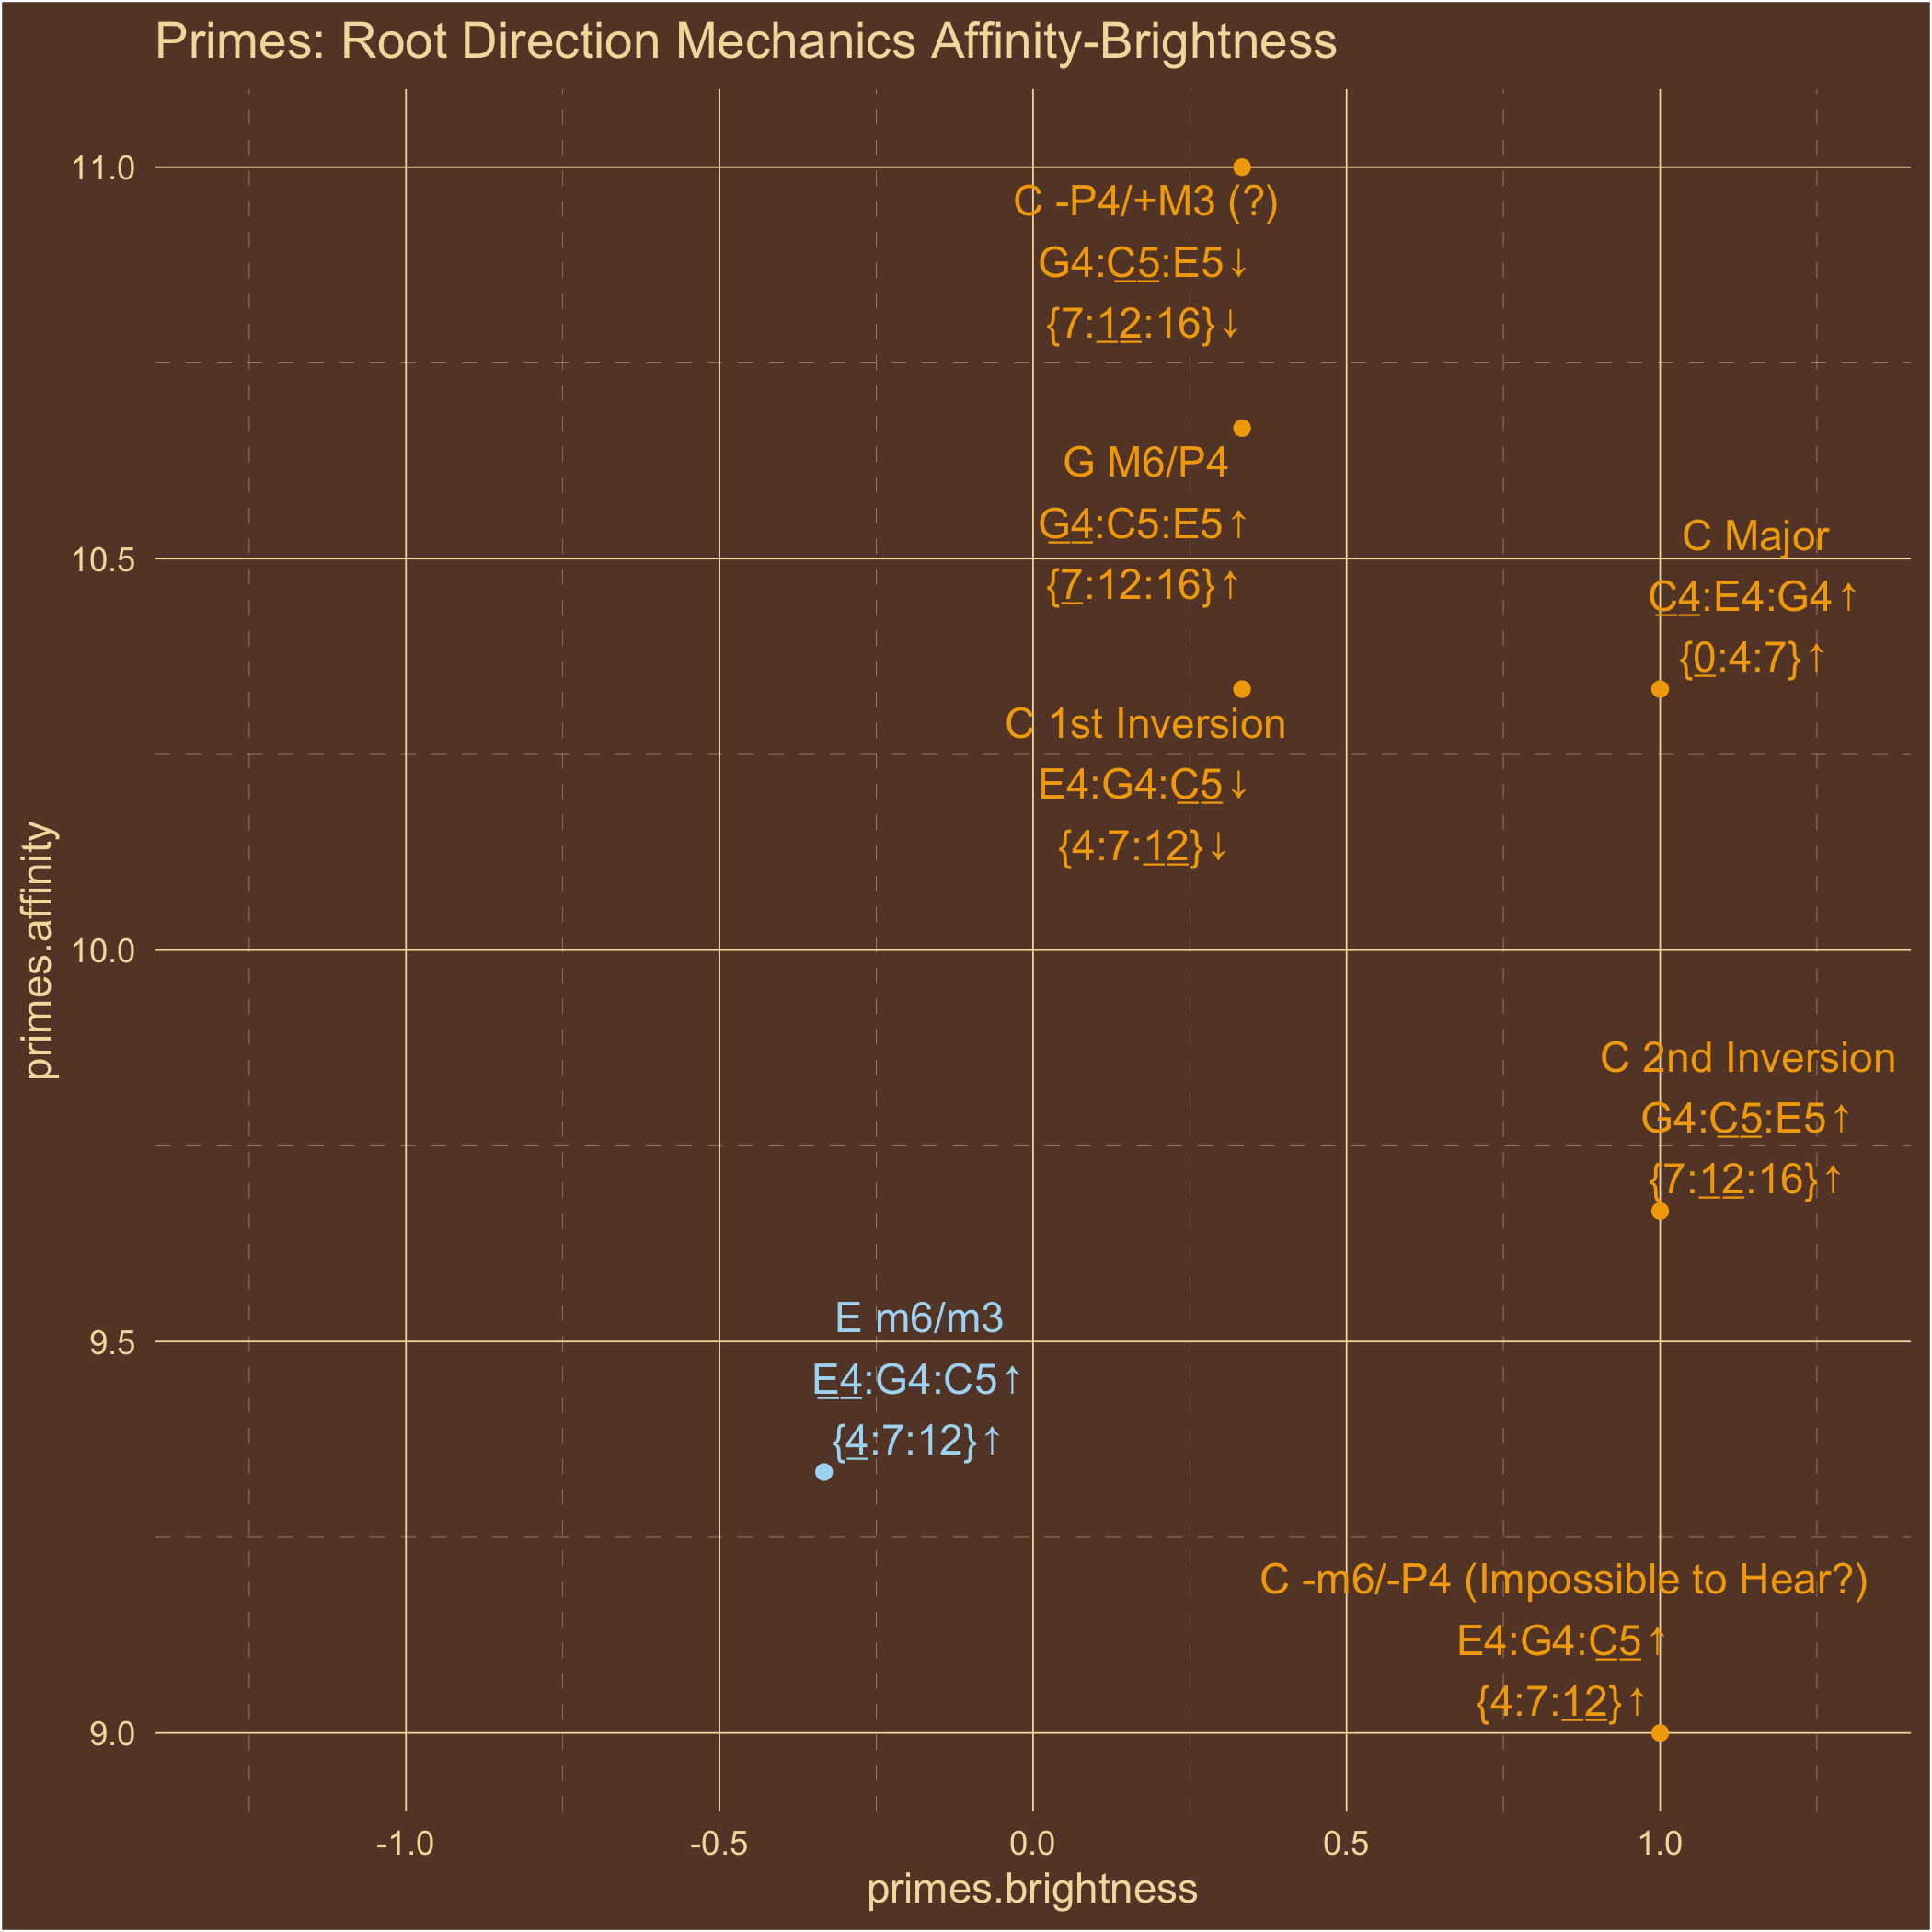 Primes: Root Direction Mechanics Affinity-Brightness
11.0
C -P4/+M3 (?)
G4:C5:E5↓
{7:12:16}↓
G M6/P4
G4:C5:E5↑
{7:12:16}↑
10.5
C Major
C4:E4:G4↑
{0:4:7}↑
C 1st Inversion
E4:G4:C5↓
{4:7:12}↓
primes.affinity
10.0
C 2nd Inversion
G4:C5:E5↑
{7:12:16}↑
E m6/m3
9.5
E4:G4:C5↑
{4:7:12}↑
C -m6/-P4 (Impossible to Hear?)
E4:G4:C5↑
{4:7:12}↑
9.0
-1.0
-0.5
0.0
0.5
1.0
primes.brightness